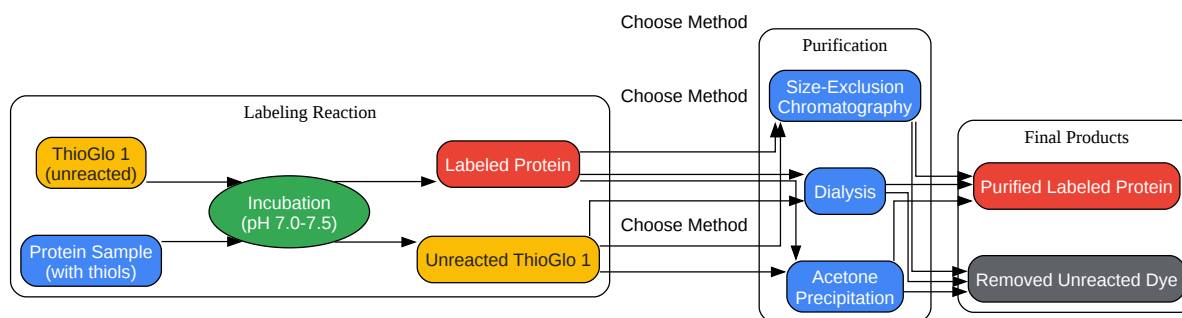 Choose Method
Purification
Size-Exclusion
Chromatography
Choose Method
Labeling Reaction
Final Products
ThioGlo 1
(unreacted)
Labeled Protein
Purified Labeled Protein
Incubation
(pH 7.0-7.5)
Dialysis
Choose Method
Protein Sample
(with thiols)
Unreacted ThioGlo 1
Acetone
Precipitation
Removed Unreacted Dye